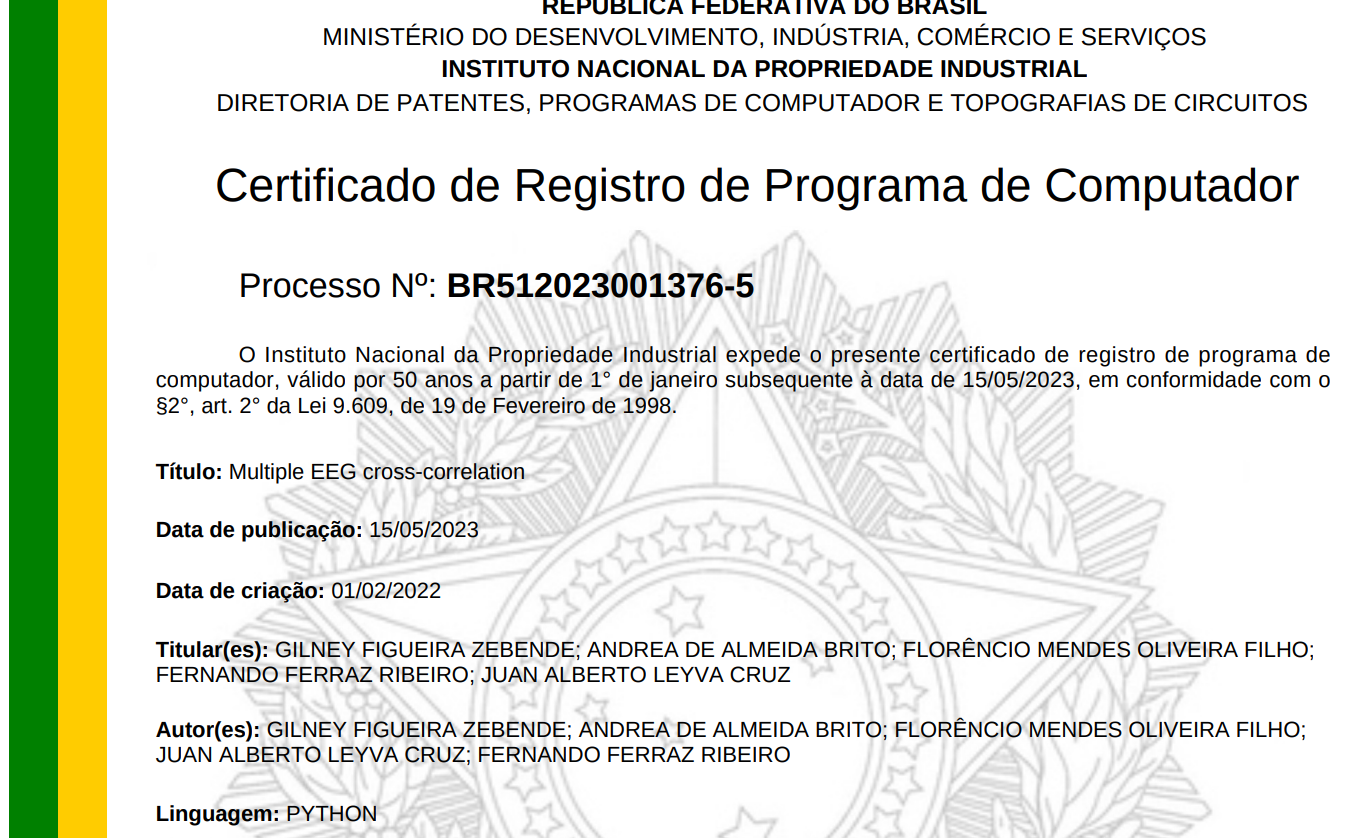 REPÚBLICA FEDERATIVA DO BRASIL
MINISTÉRIO DO DESENVOLVIMENTO, INDÚSTRIA, COMÉRCIO E SERVIÇOS
INSTITUTO NACIONAL DA PROPRIEDADE INDUSTRIAL
DIRETORIA DE PATENTES, PROGRAMAS DE COMPUTADOR E TOPOGRAFIAS DE CIRCUITOS
Certificado de Registro de Programa de Computador
Processo Nº: BR512023001376-5
O Instituto Nacional da Propriedade Industrial expede o presente certificado de registro de programa de
computador, válido por 50 anos a partir de 1° de janeiro subsequente à data de 15/05/2023, em conformidade com o
§2°, art. 2° da Lei 9.609, de 19 de Fevereiro de 1998.
Título: Multiple EEG cross-correlation
Data de publicação: 15/05/2023
Data de criação: 01/02/2022
Titular(es): GILNEY FIGUEIRA ZEBENDE; ANDREA DE ALMEIDA BRITO; FLORÊNCIO MENDES OLIVEIRA FILHO;
FERNANDO FERRAZ RIBEIRO; JUAN ALBERTO LEYVA CRUZ
Autor(es): GILNEY FIGUEIRA ZEBENDE; ANDREA DE ALMEIDA BRITO; FLORÊNCIO MENDES OLIVEIRA FILHO;
JUAN ALBERTO LEYVA CRUZ; FERNANDO FERRAZ RIBEIRO
Linguagem: PYTHON